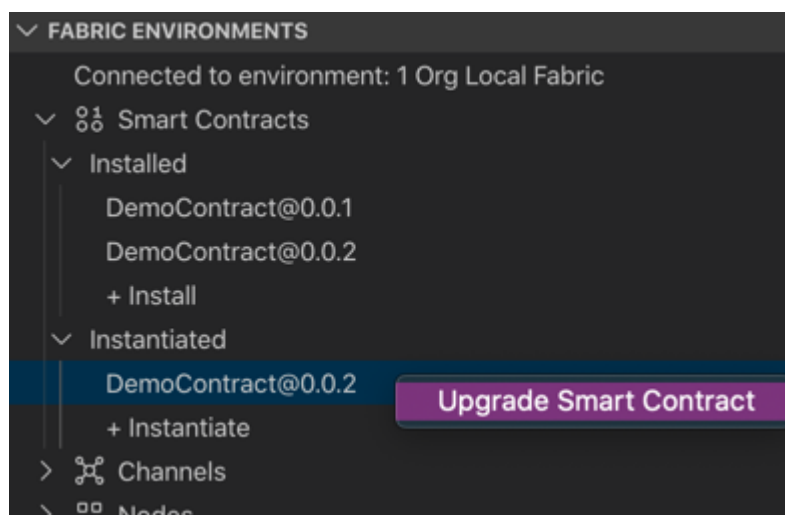 FABRIC ENVIRONMENTS
Connected to environment: 1 Org Local Fabric
Smart Contracts
Installed
DemoContract@0.0.1
DemoContract@0.0.2
+ Install
Instantiated
DemoContract@0.0.2
Upgrade Smart Contract
+ Instantiate
Channels
Nodes